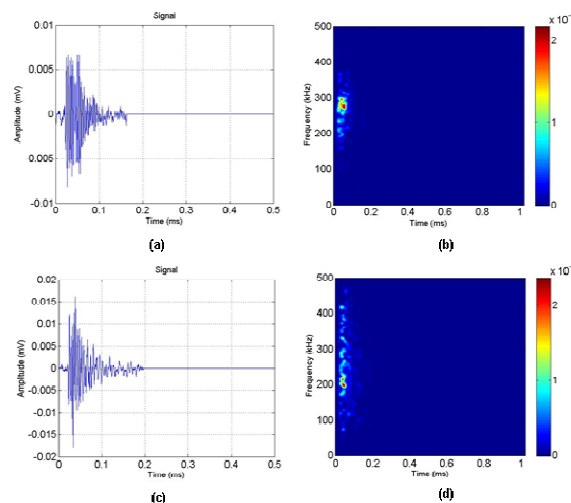 Signal
0.01
0.005
0
0.005
-0.01
0 0.1 0.2 0.3 0.4 0.5
Amplitude (mV)
Time (ms)
(a)
500
400
300
200
100
0
0 0.2 0.4 0.6 0.8 1
Frequency (kHz)
Time (ms)
x 10
2
1
0
(b)
Signal
0.02
0.015
0.01
0.005
0
-0.005
-0.01
-0.015
-0.02
0 0.1 0.2 0.3 0.4 0.5
Amplitude (mV)
Time (ms)
(c)
500
400
300
200
100
0
0 0.2 0.4 0.6 0.8 1
Frequency (kHz)
Time (ms)
x 10
2
1
0
(d)